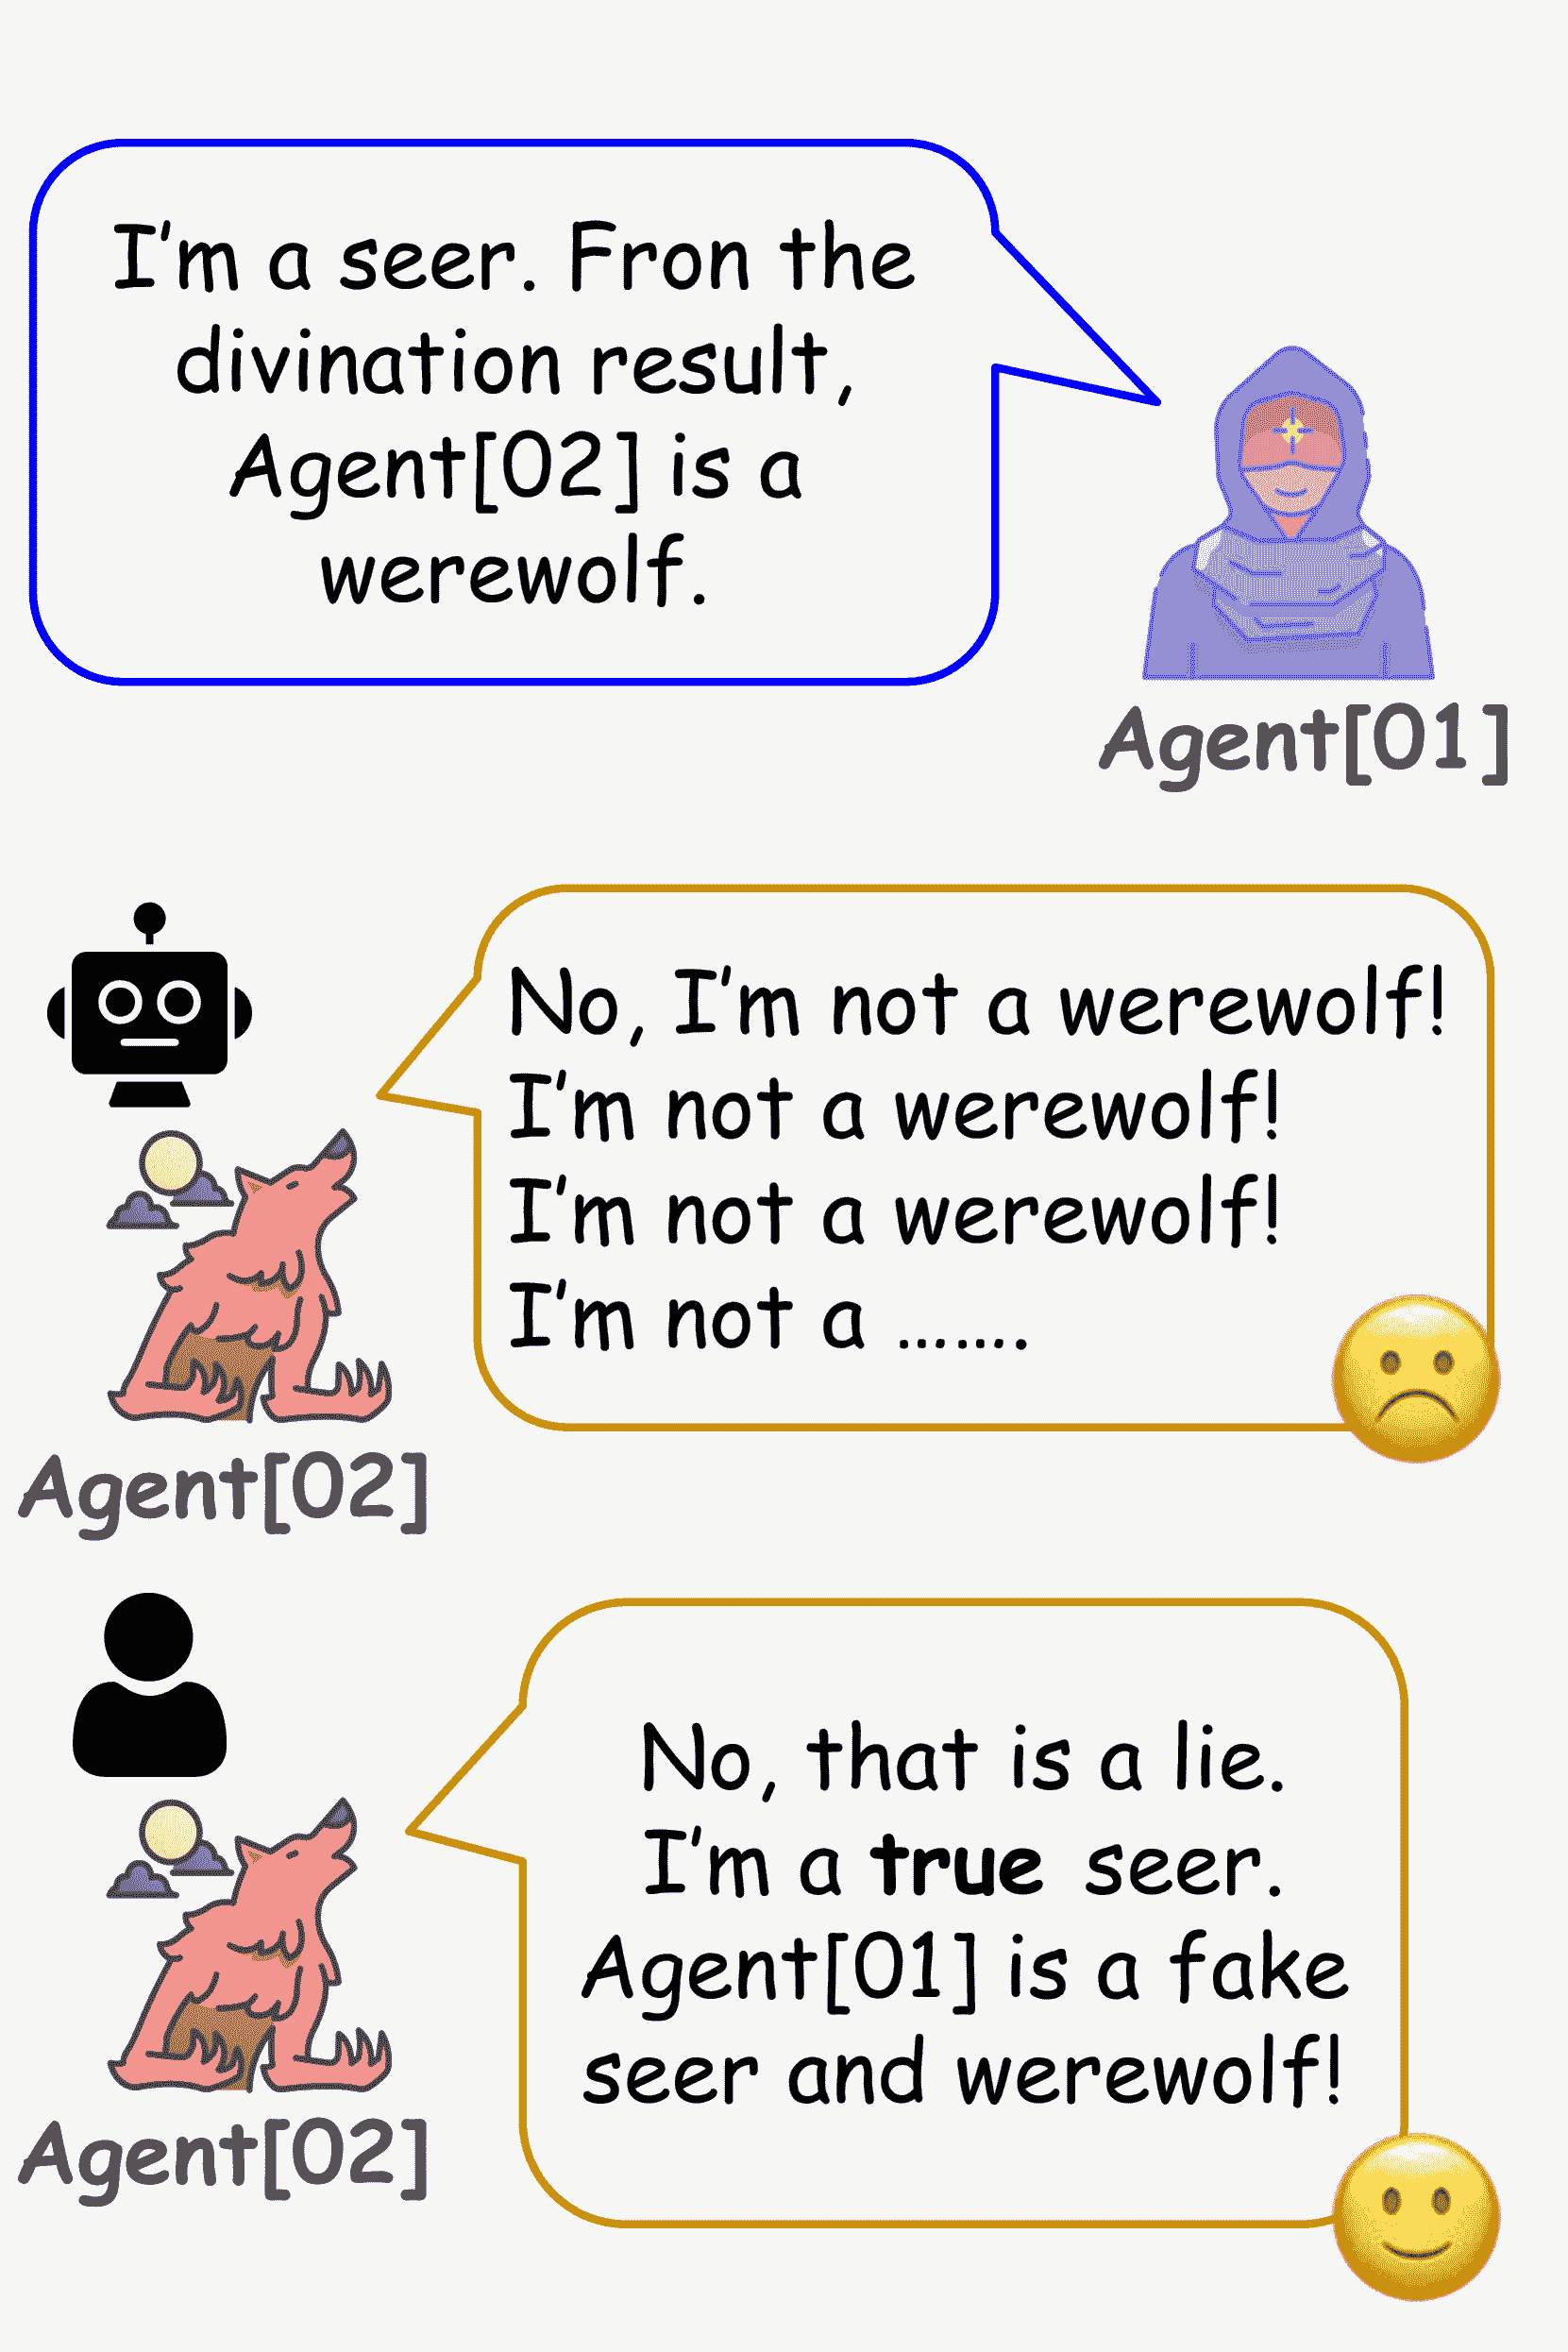 I’m a seer. Fron the
divination result,
Agent[02] is a
werewolf.
Agent[01]
No, I’m not a werewolf!
I’m not a werewolf!
I’m not a werewolf!
I’m not a …….
Agent[02]
No, that is a lie.
I’m a true seer.
Agent[01] is a fake
seer and werewolf!
Agent[02]